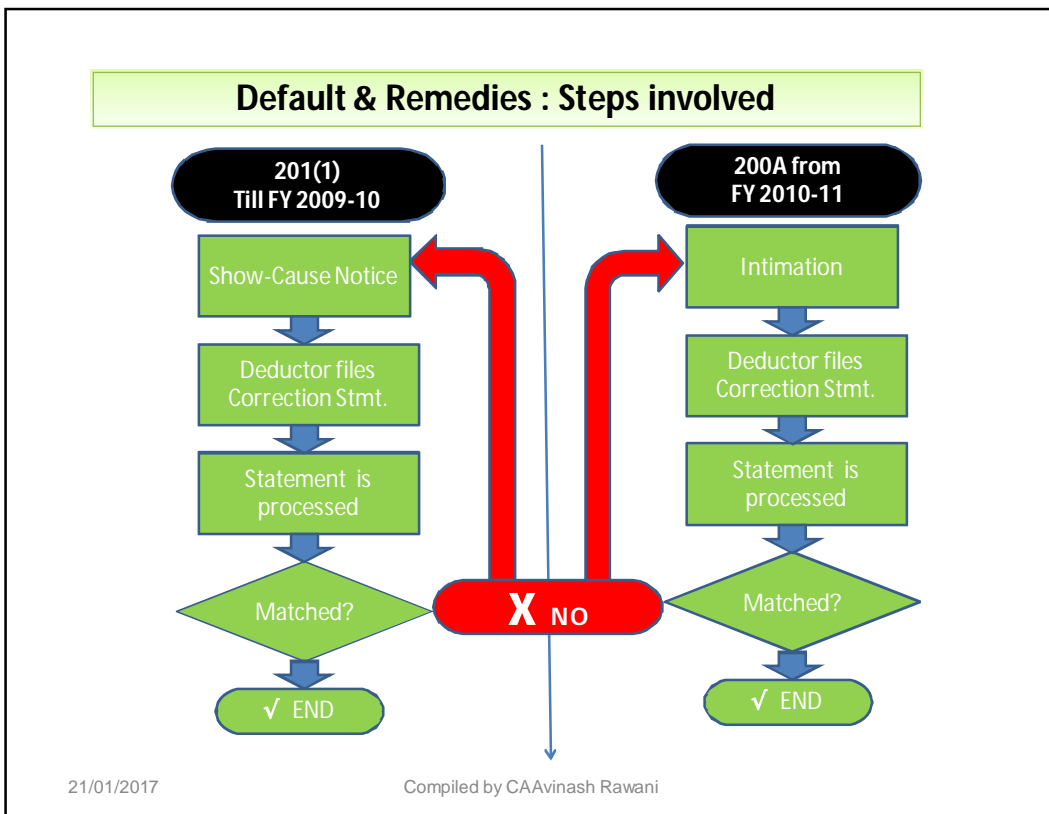 Default & Remedies : Steps involved
201(1)
Till FY 2009-10
Show-Cause Notice
Deductor files
Correction Stmt.
Statement is
processed
Matched?
√ END
X NO
200A from
FY 2010-11
Intimation
Deductor files
Correction Stmt.
Statement is
processed
Matched?
√ END
21/01/2017
Compiled by CAAvinash Rawani